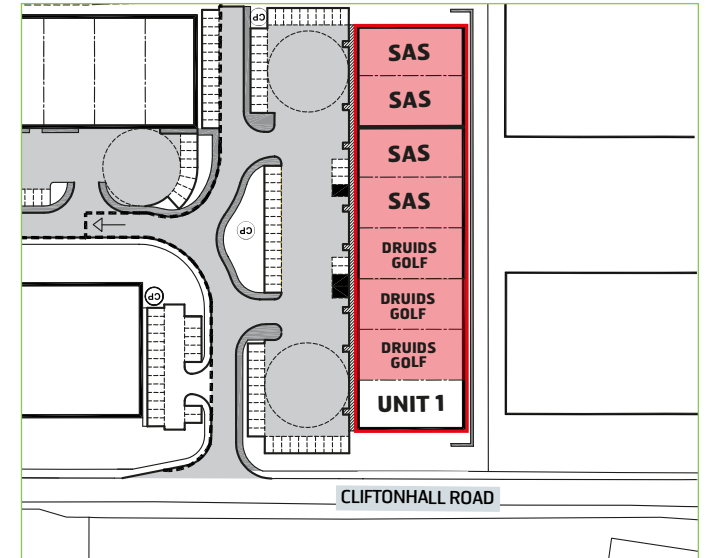 CP
SAS
SAS
SAS
SAS
CP
DRUIDS
GOLF
CP
DRUIDS
GOLF
DRUIDS
GOLF
UNIT 1
CLIFTONHALL ROAD